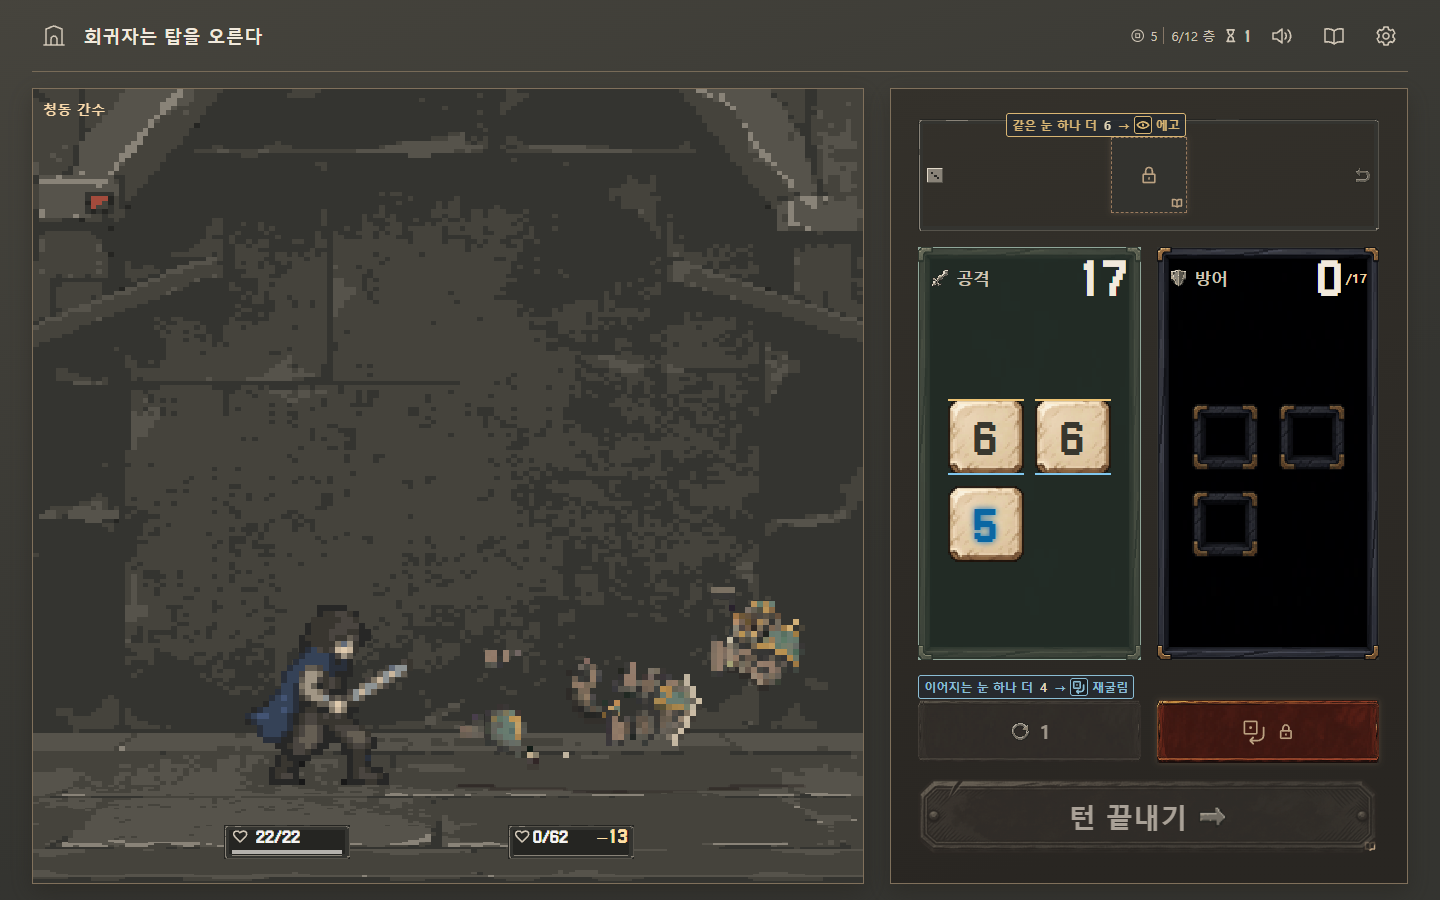 회귀자는 탑을 오른다
5 6/12 층 1
청동 간수
같은 눈 하나 더 6 → 예고
공격 17
방어 0/17
6 6
5
이어지는 눈 하나 더 4 → 재굴림
1
턴 끝내기
22/22
0/62 –13